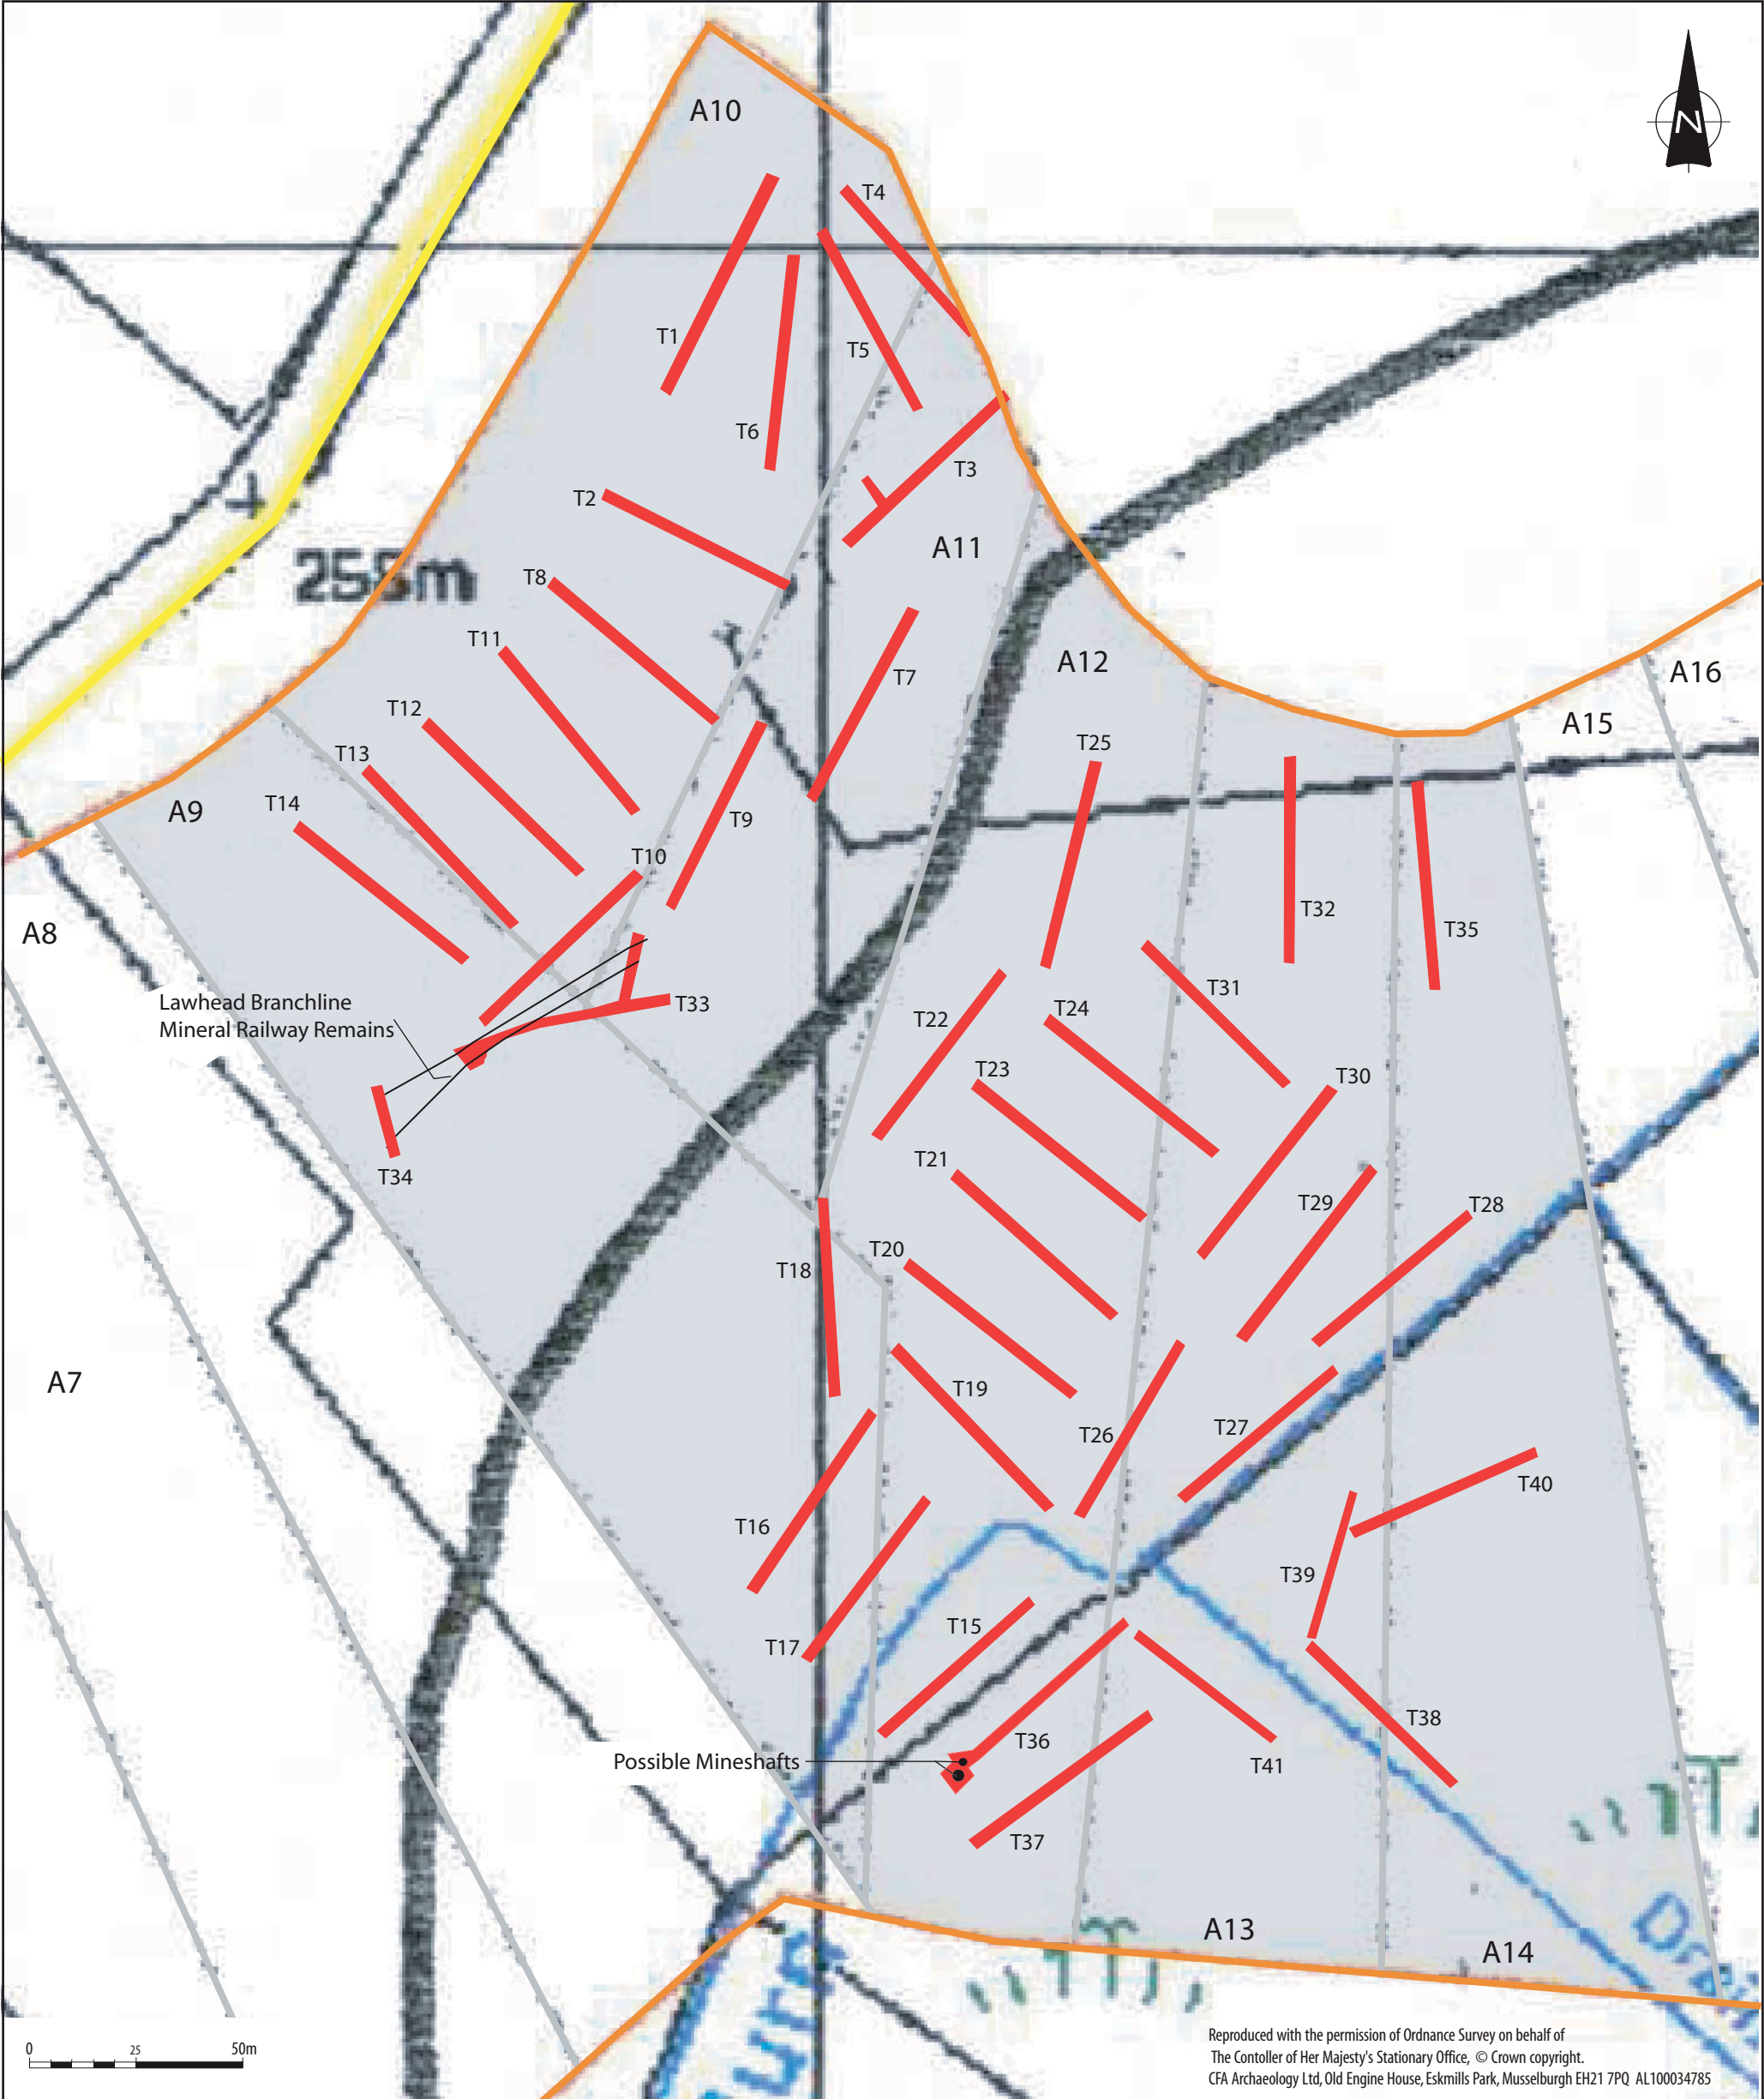 A10
N
T4
T1
T5
T6
T3
T2
A11
255m
T8
T11
T7
A12
A16
T12
A15
T13
T25
T14
A9
T9
T10
T32
T35
A8
Lawhead Branchline
Mineral Railway Remains
T33
T31
T22
T24
T23
T30
T21
T34
T29
T28
T20
T18
A7
T19
T26
T27
T40
T16
T39
T15
T17
T38
T36
Possible Mineshafts
T41
T37
A13
A14
0 25 50m
Reproduced with the permission of Ordnance Survey on behalf of
The Contoller of Her Majesty's Stationary Office, © Crown copyright.
CFA Archaeology Ltd, Old Engine House, Eskmills Park, Musselburgh EH21 7PQ AL100034785